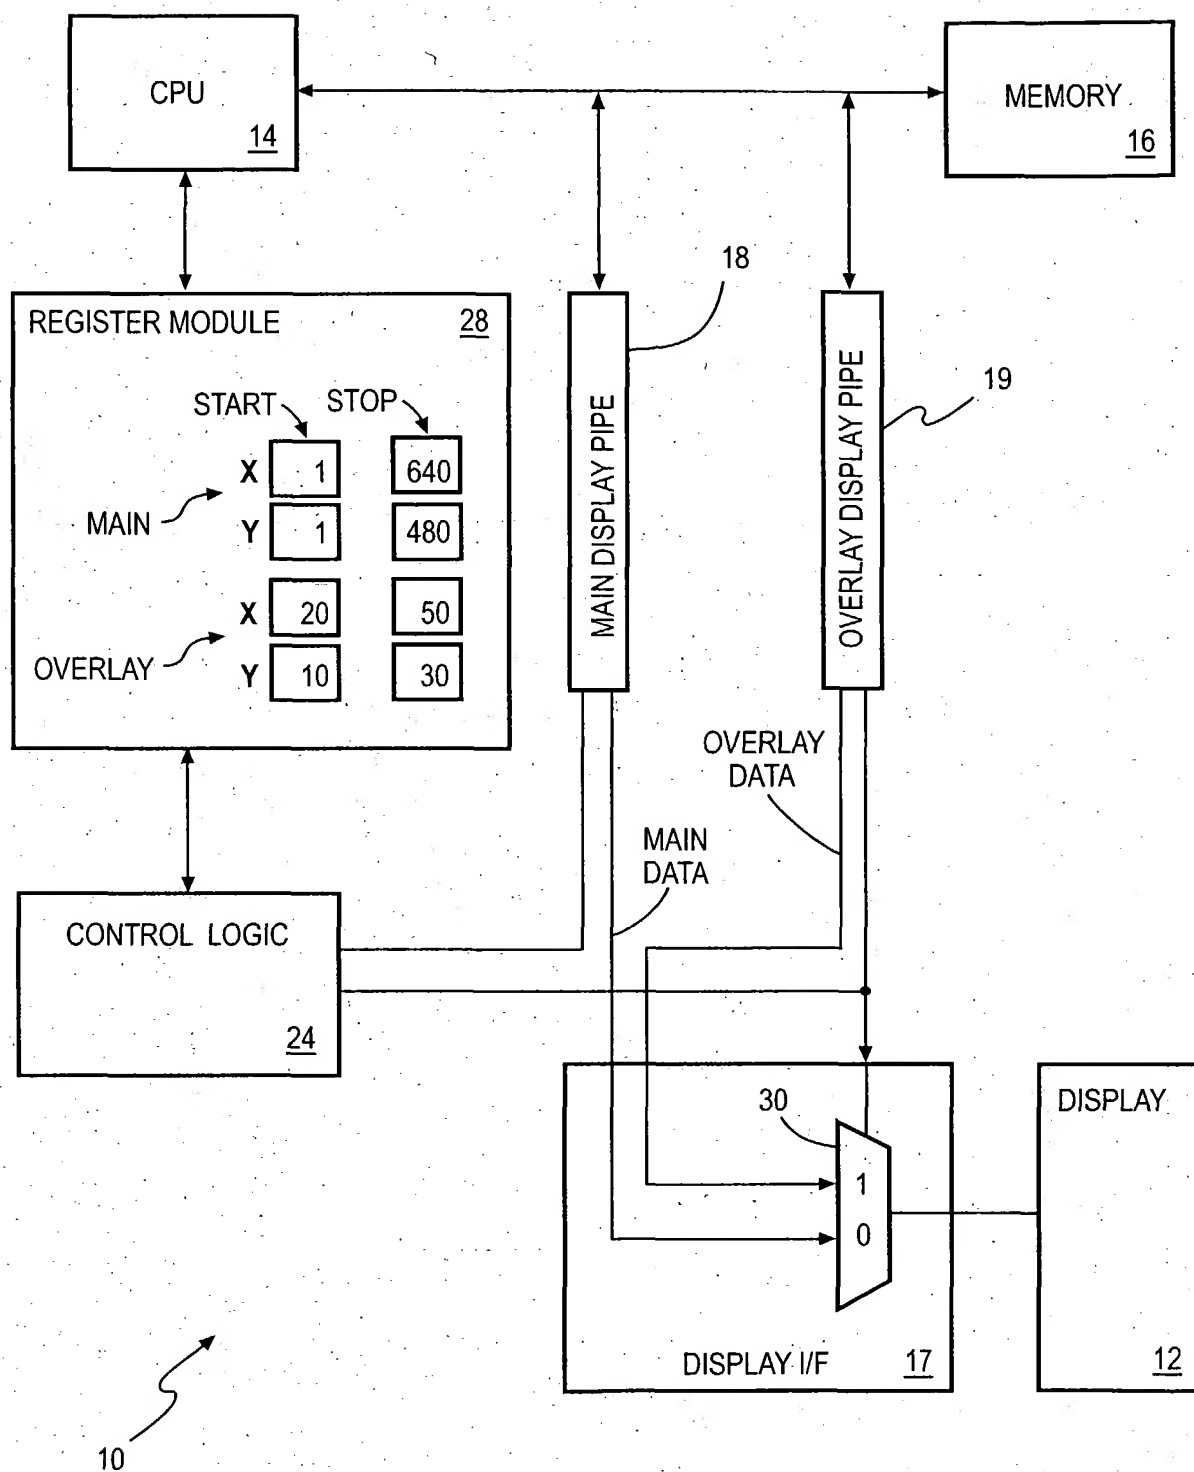 CPU
14
MEMORY
16
18
REGISTER MODULE 28
START STOP
X 1 640
MAIN
Y 1 480
X 20 50
OVERLAY
Y 10 30
MAIN DISPLAY PIPE
OVERLAY DISPLAY PIPE
19
OVERLAY
DATA
MAIN
DATA
CONTROL LOGIC
24
30
1
0
DISPLAY I/F 17
DISPLAY
12
10